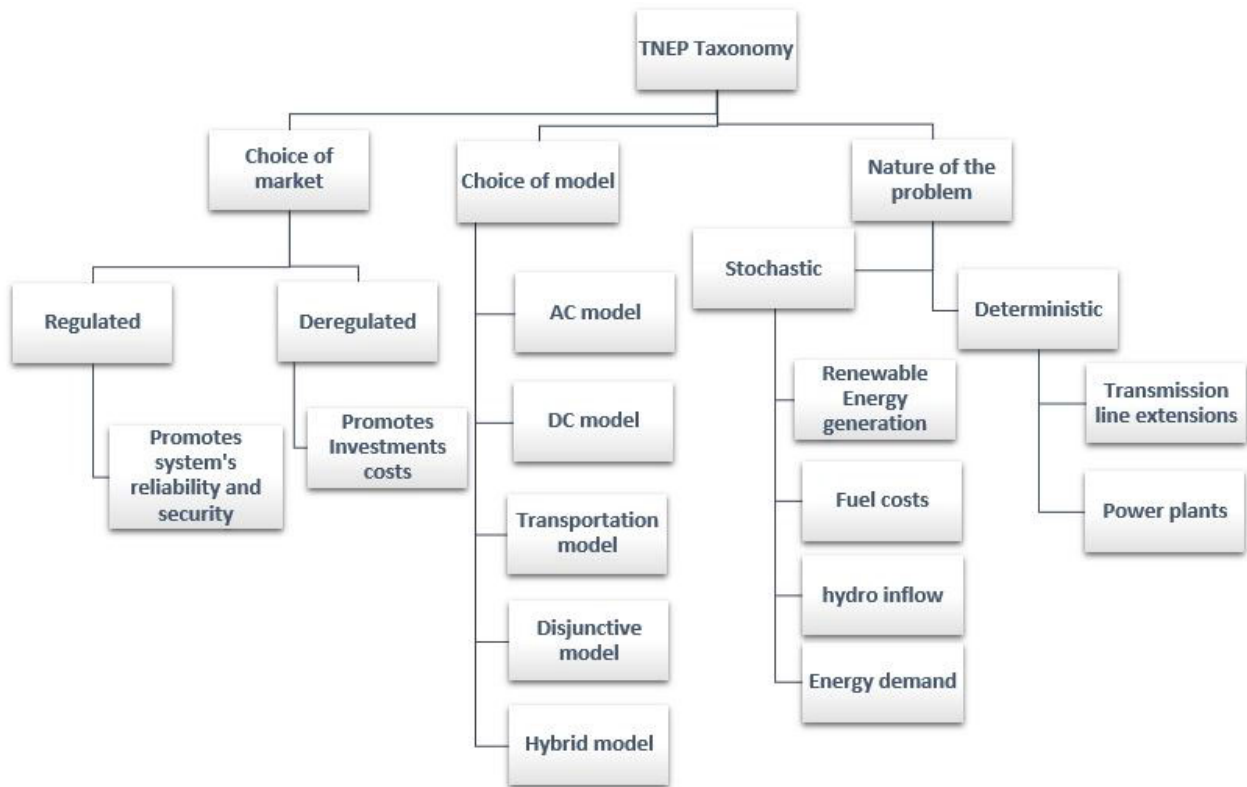 TNEP Taxonomy
Choice of
market
Choice of model
Nature of the
problem
Regulated
Deregulated
Promotes
system's
reliability and
security
Promotes
Investments
costs
AC model
DC model
Transportation
model
Disjunctive
model
Hybrid model
Stochastic
Deterministic
Renewable
Energy
generation
Fuel costs
hydro inflow
Energy demand
Transmission
line extensions
Power plants